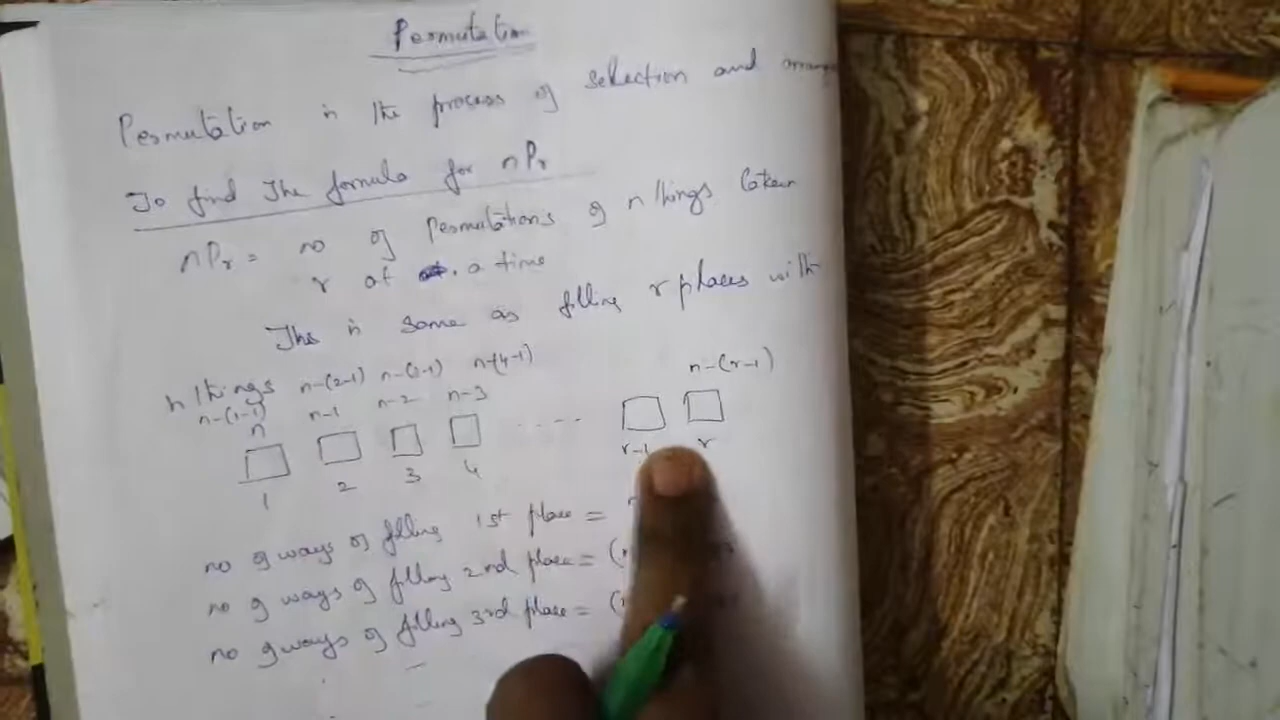 Permutation
Permutation is the process of selection and
To find The formula for nPr
nPr = no of Permutations of n things taken
r at a time
This is same as filling r places with
n things n-(2-1) n-(3-1) n-(4-1) n-(r-1)
n-(1-1) n-1 n-2 n-3
n
1 2 3 4 ..... r-1 r
no of ways of filling 1st place =
no of ways of filling 2nd place = (
no of ways of filling 3rd place = (